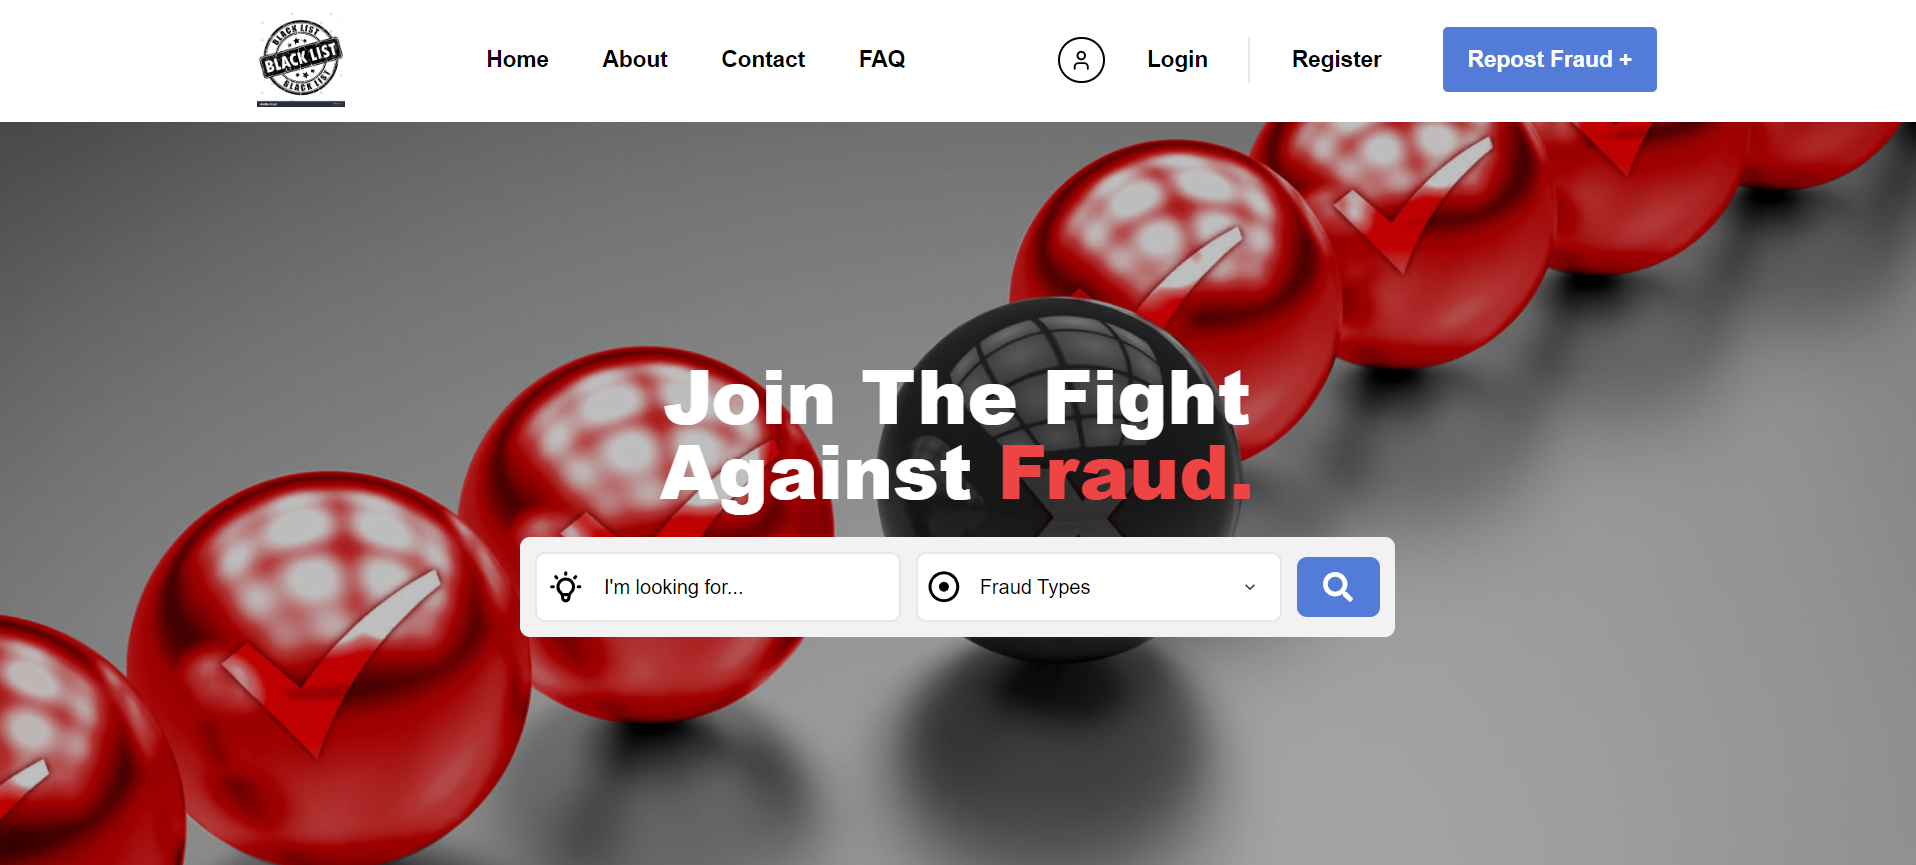 BLACK LIST
BLACK LIST
BLACK LIST
Home
About
Contact
FAQ
Login
Register
Repost Fraud +
Join The Fight
Against Fraud.
I'm looking for...
Fraud Types